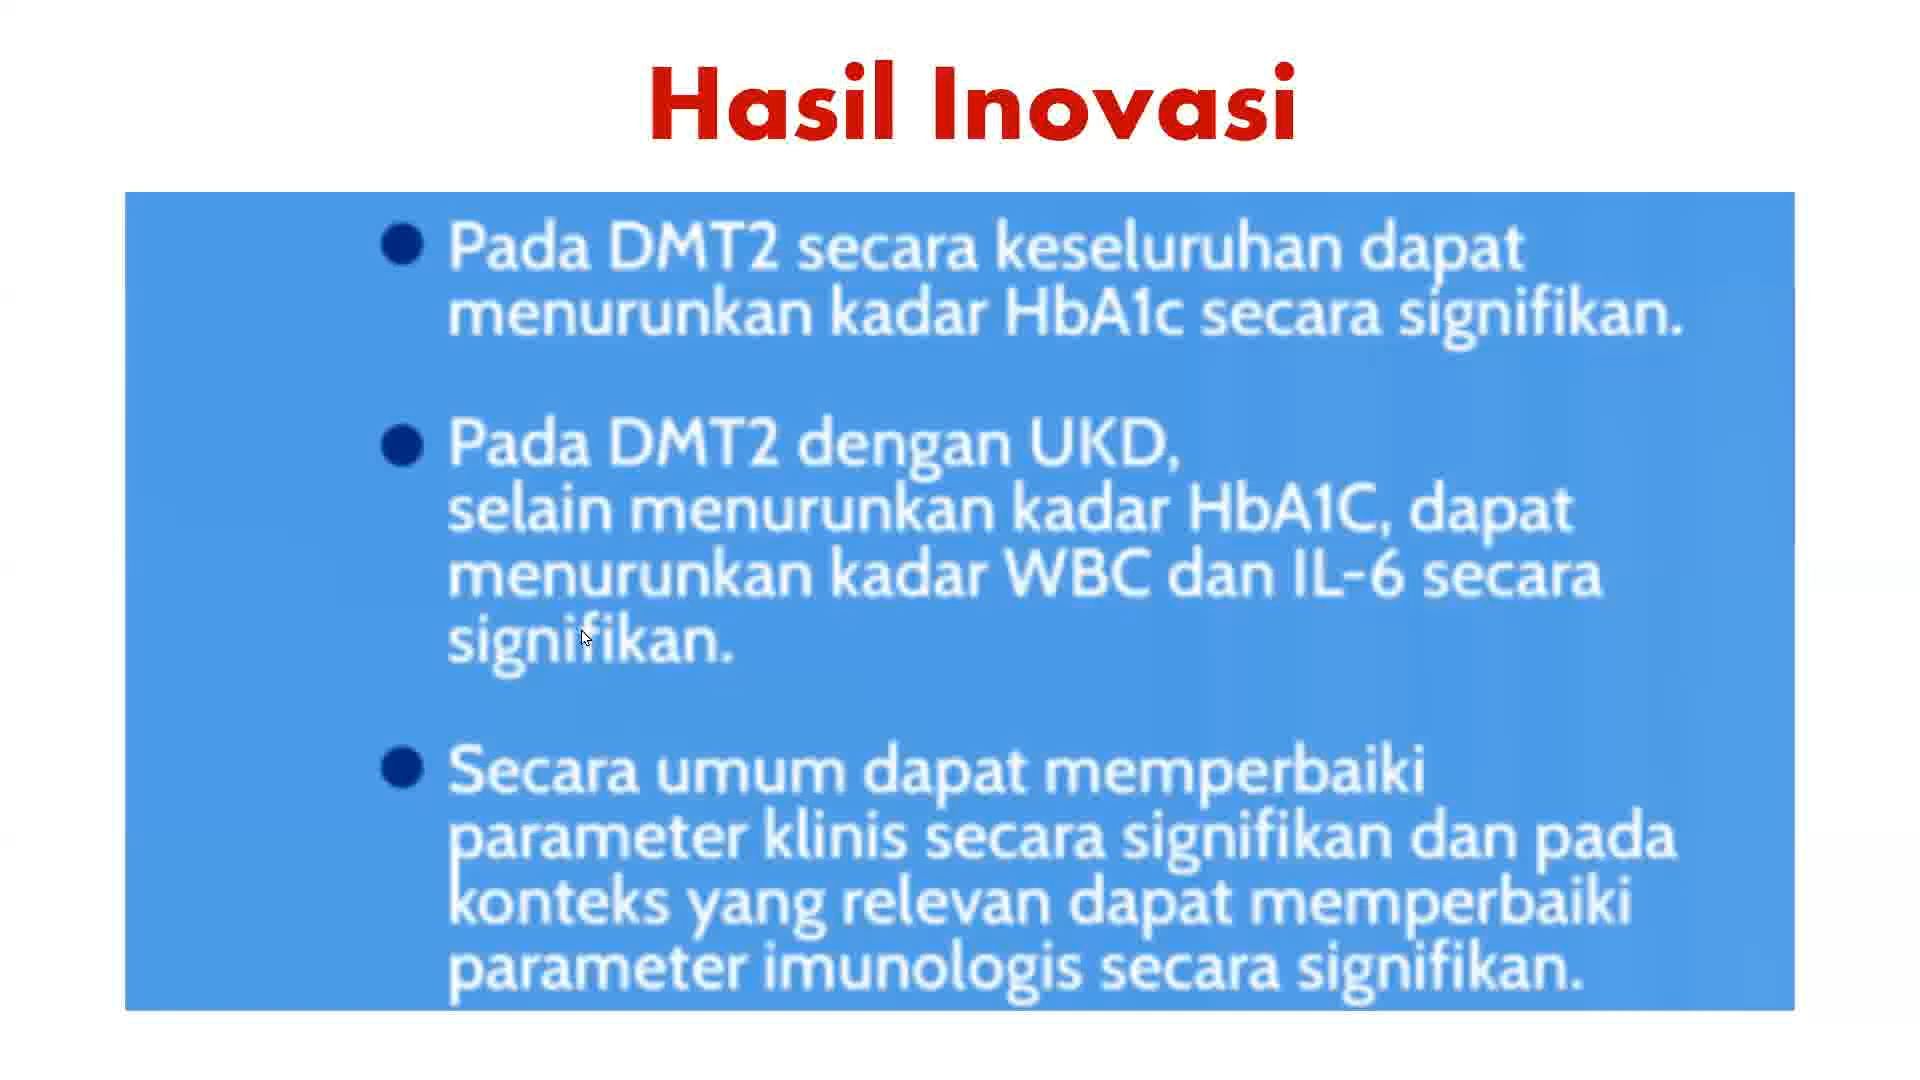 Hasil Inovasi
Pada DMT2 secara keseluruhan dapat
menurunkan kadar HbA1c secara signifikan.
Pada DMT2 dengan UKD,
selain menurunkan kadar HbA1C, dapat
menurunkan kadar WBC dan IL-6 secara
signifikan.
Secara umum dapat memperbaiki
parameter klinis secara signifikan dan pada
konteks yang relevan dapat memperbaiki
parameter imunologis secara signifikan.